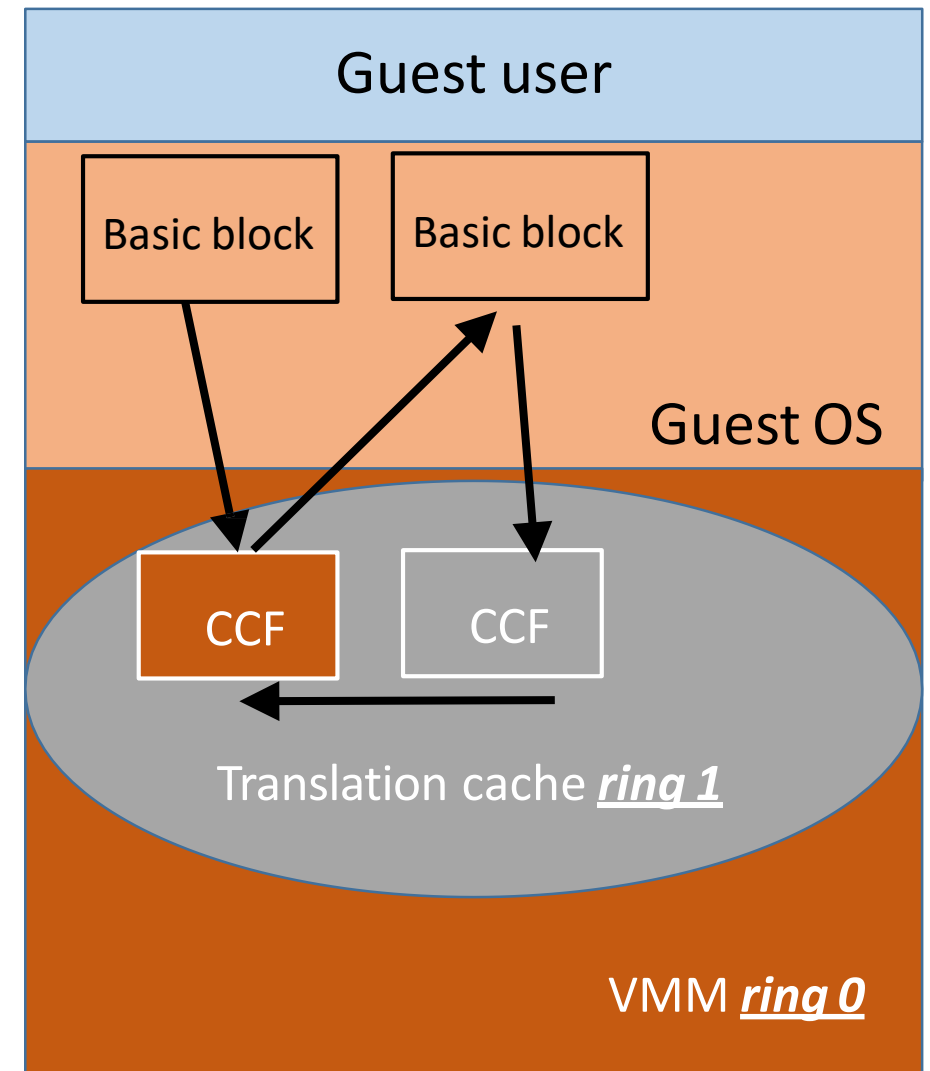 Guest user
Basic block
Basic block
Guest OS
CCF
CCF
Translation cache ring 1
VMM ring 0